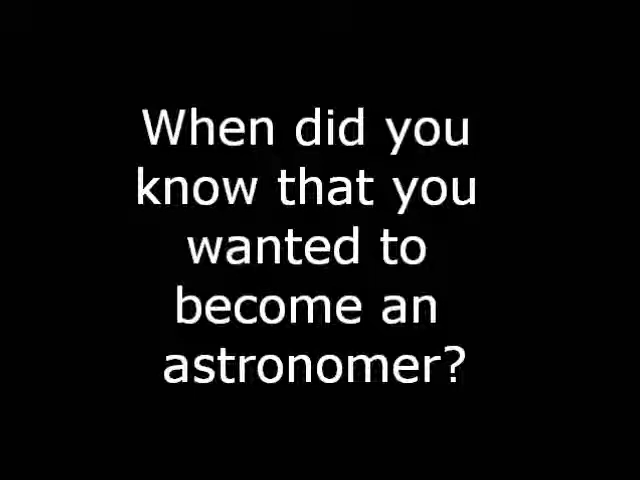 When did you
know that you
wanted to
become an
astronomer?